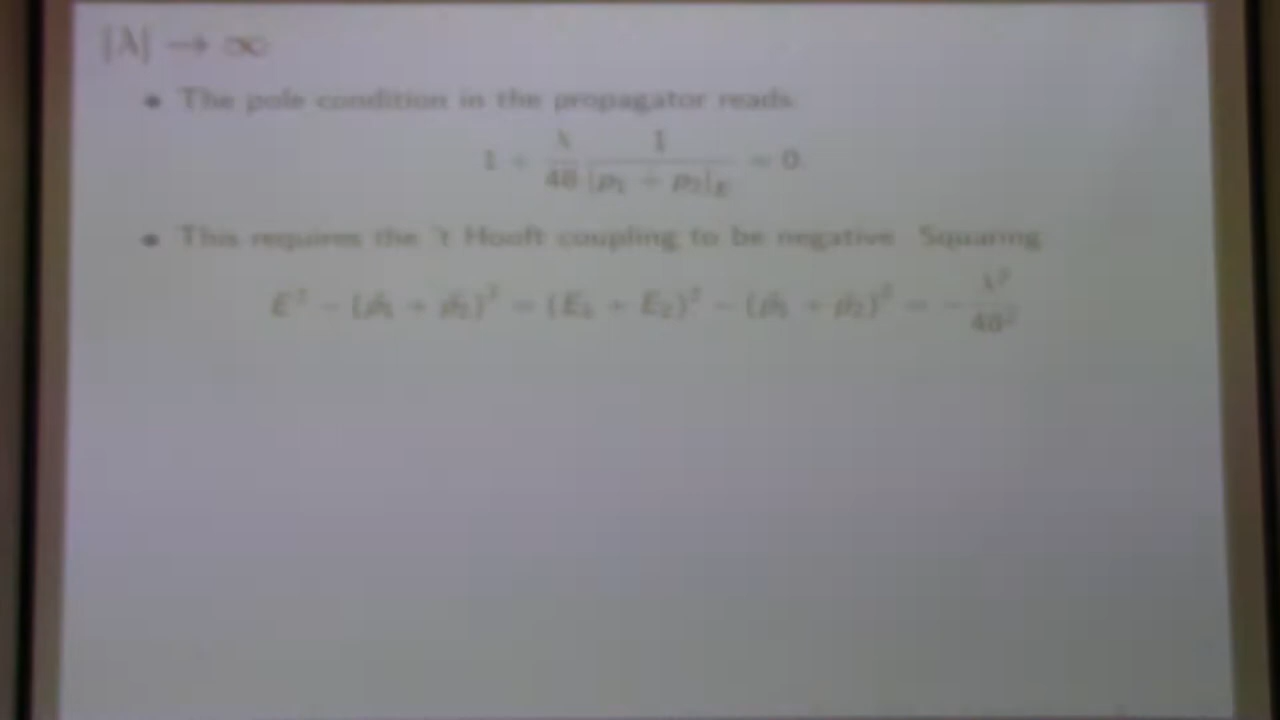 |λ| → ∞
• The pole condition in the propagator reads
1 + λ/48 1/|p₁ + p₂|_E = 0.
• This requires the 't Hooft coupling to be negative. Squaring
E² − (p⃗₁ + p⃗₂)² = (E₁ + E₂)² − (p⃗₁ + p⃗₂)² = − λ²/48²